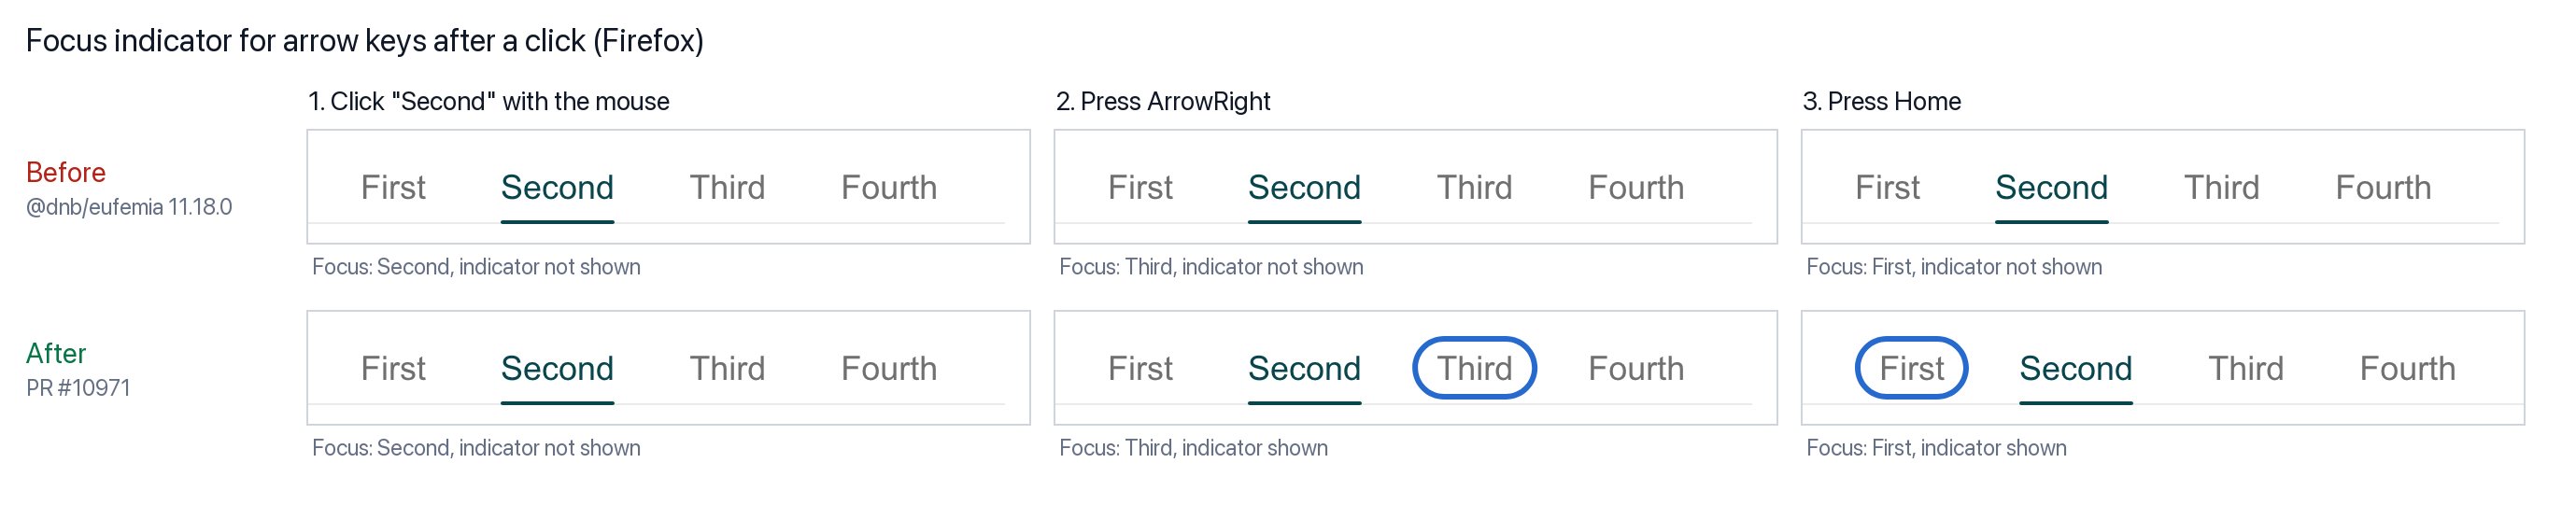 Focus indicator for arrow keys after a click (Firefox)
1. Click "Second" with the mouse
2. Press ArrowRight
3. Press Home
Before
@dnb/eufemia 11.18.0
First Second Third Fourth
Focus: Second, indicator not shown
First Second Third Fourth
Focus: Third, indicator not shown
First Second Third Fourth
Focus: First, indicator not shown
After
PR #10971
First Second Third Fourth
Focus: Second, indicator not shown
First Second Third Fourth
Focus: Third, indicator shown
First Second Third Fourth
Focus: First, indicator shown